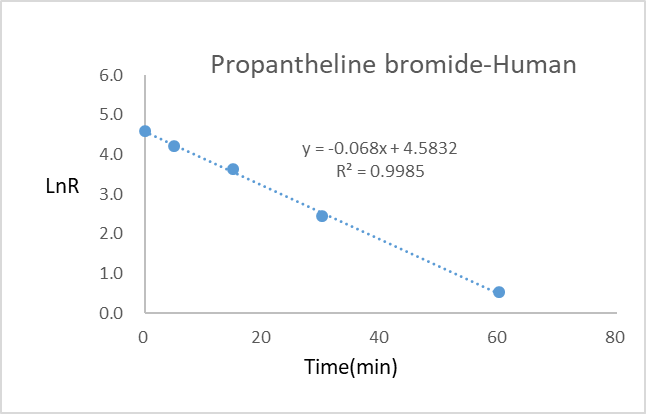 Propantheline bromide-Human
6.0
5.0
4.0
3.0
2.0
1.0
0.0
LnR
y = -0.068x + 4.5832
R² = 0.9985
0
20
40
60
80
Time(min)